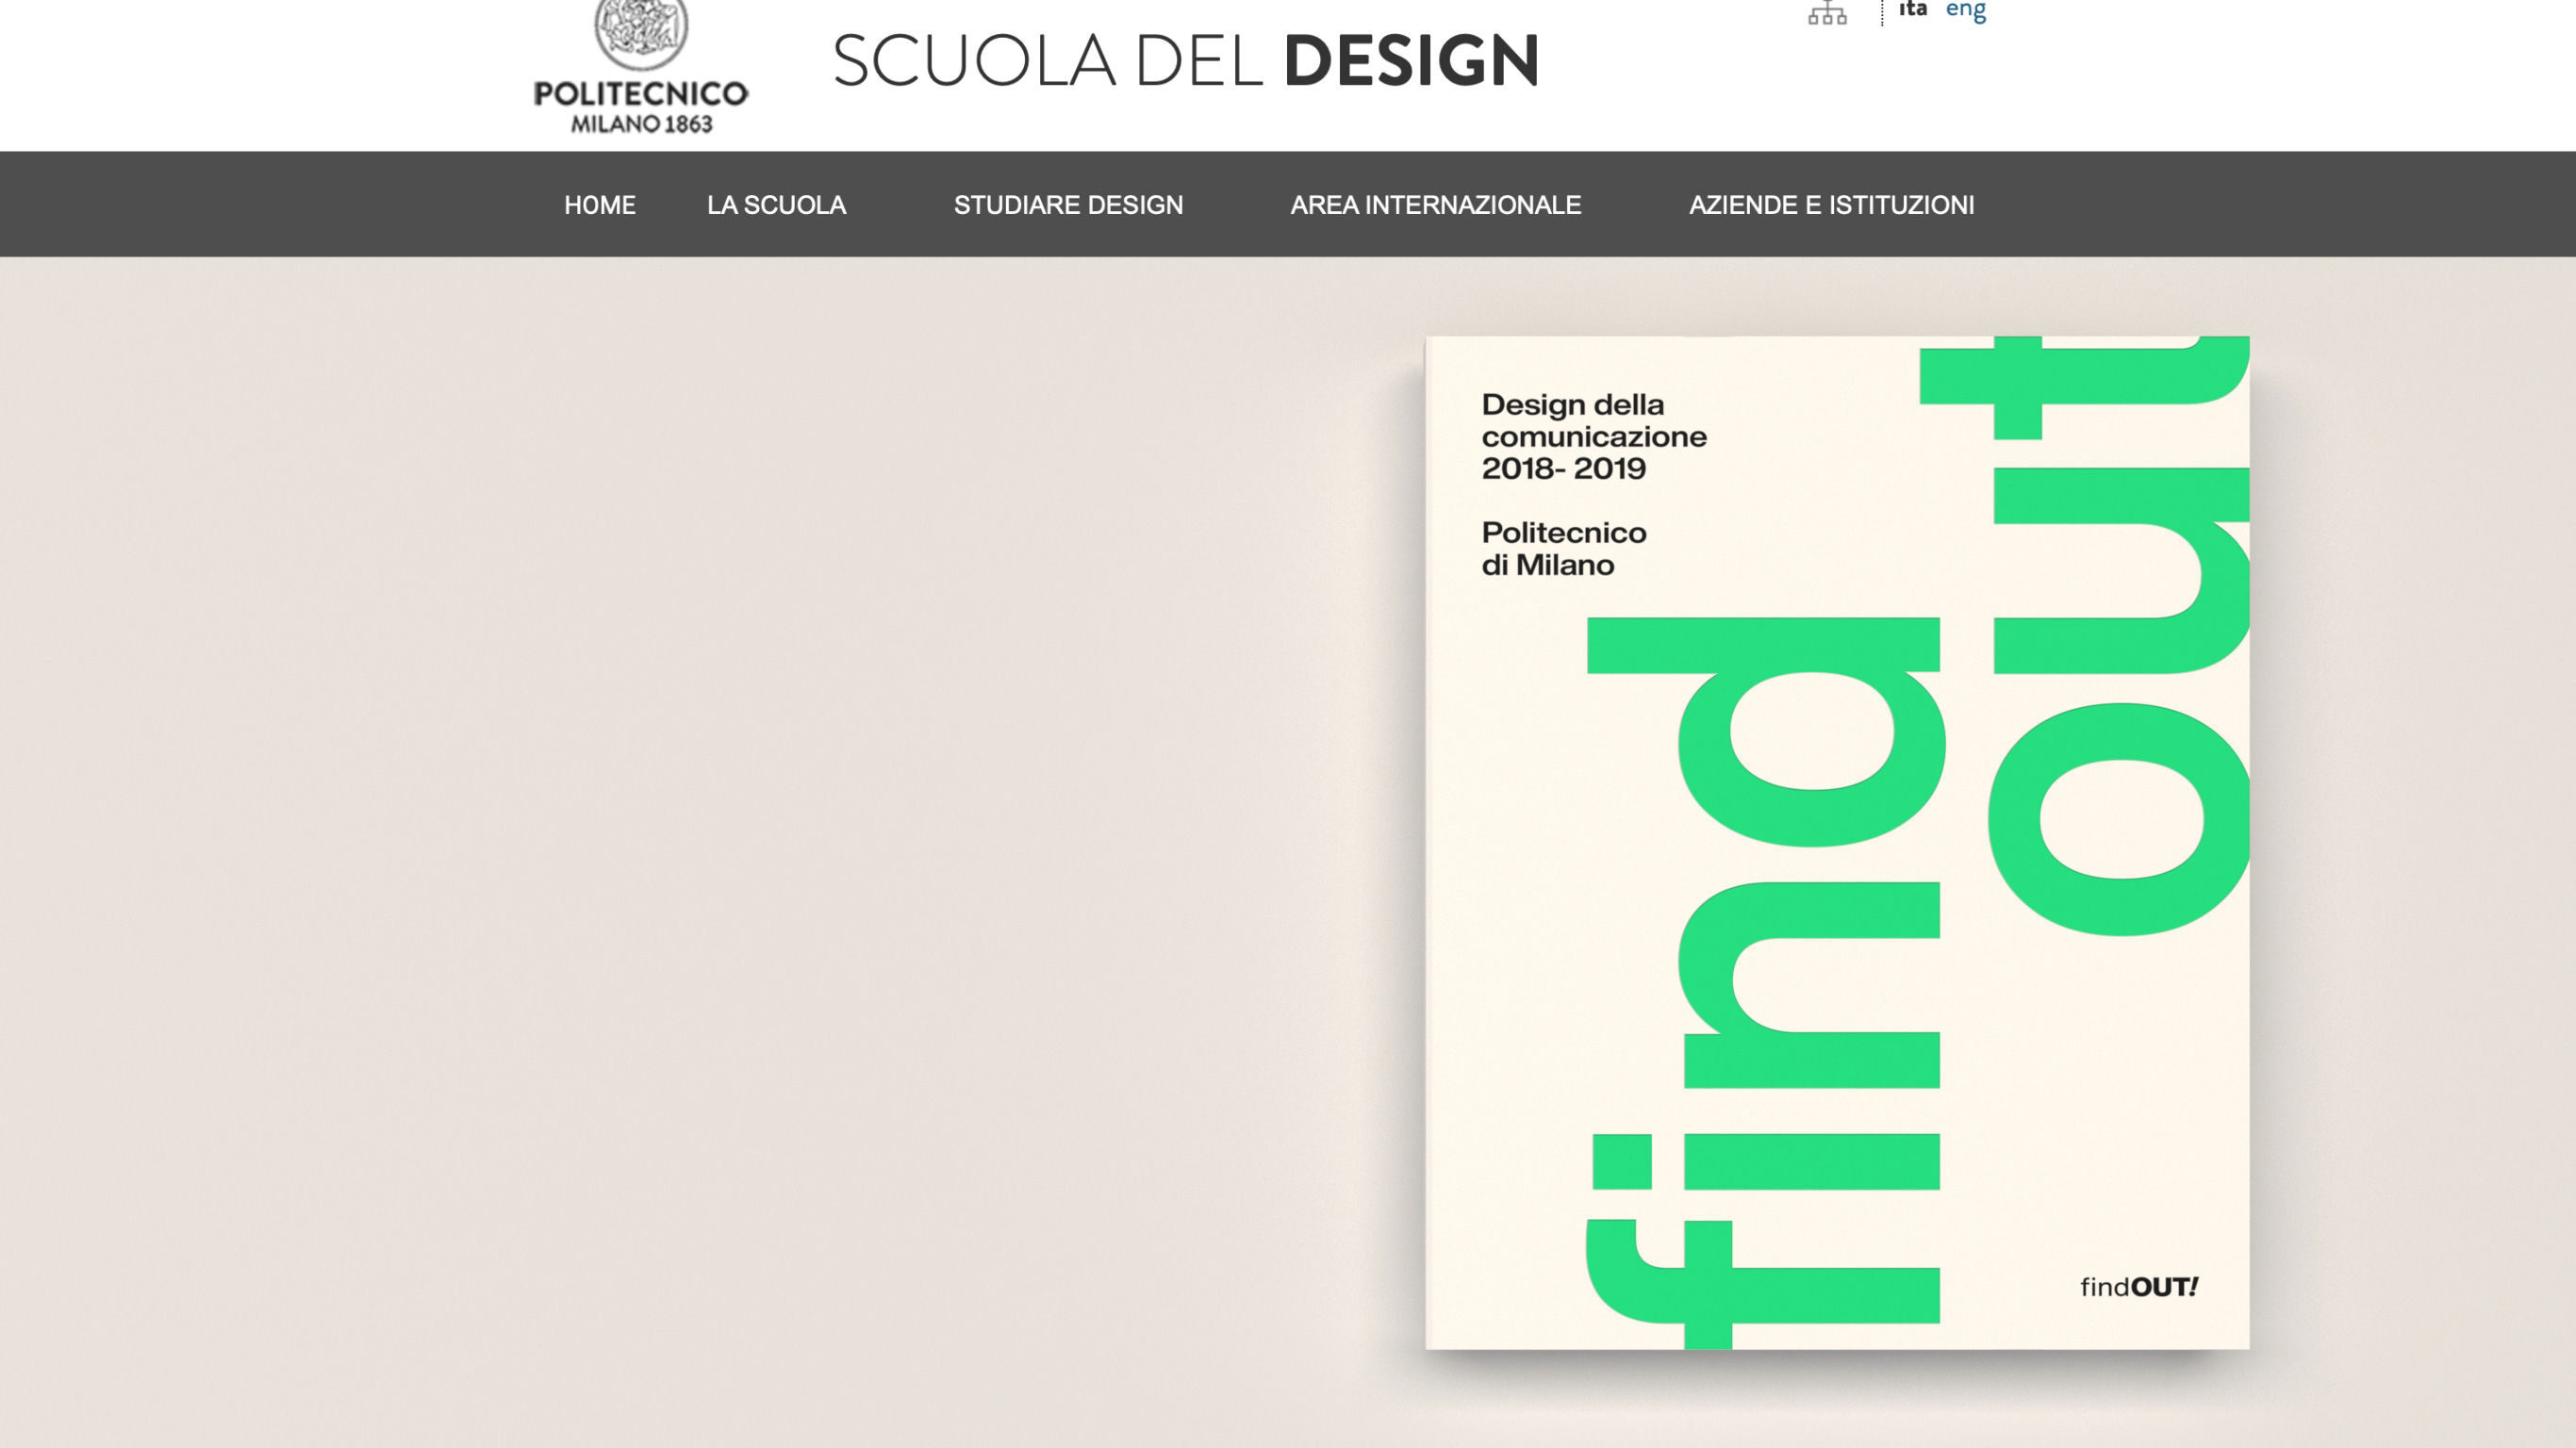 POLITECNICO
MILANO 1863
SCUOLA DEL DESIGN
ita eng
HOME LA SCUOLA STUDIARE DESIGN AREA INTERNAZIONALE AZIENDE E ISTITUZIONI
Design della
comunicazione
2018- 2019
Politecnico
di Milano
find
out
findOUT!